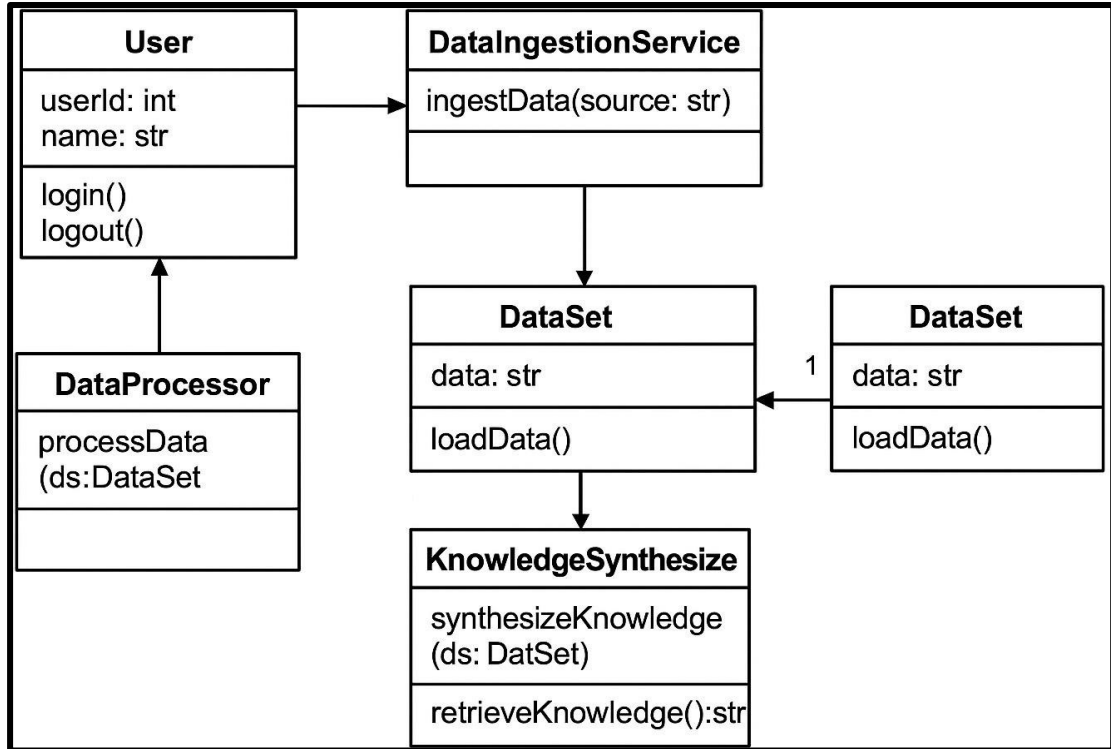 User
userId: int
name: str
login()
logout()
DataIngestionService
ingestData(source: str)
DataProcessor
processData
(ds:DataSet
DataSet
data: str
loadData()
1
DataSet
data: str
loadData()
KnowledgeSynthesize
synthesizeKnowledge
(ds: DatSet)
retrieveKnowledge():str